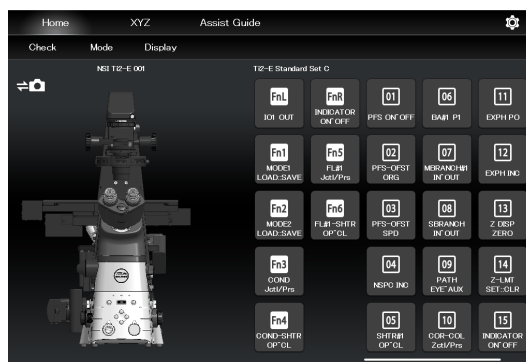 Home XYZ Assist Guide
Check Mode Display
NSI Ti2-E 001
Ti2-E Standard Set C
FnL FnR 01 06 11
IO1 OUT INDICATOR ON⁻OFF PFS ON⁻OFF BA#1 P1 EXPH PO
Fn1 Fn5 02 07 12
MODE1 LOAD::SAVE FL#1 Jctl/Prs PFS-OFST ORG MBRANCH#1 IN⁻OUT EXPH INC
Fn2 Fn6 03 08 13
MODE2 LOAD::SAVE FL#1-SHTR OP⁻CL PFS-OFST SPD SBRANCH IN⁻OUT Z DISP ZERO
Fn3 04 09 14
COND Jctl/Prs NSPC INC PATH EYE⁻AUX Z-LMT SET::CLR
Fn4 05 10 15
COND-SHTR OP⁻CL SHTR#1 OP⁻CL COR-COL Zctl/Prs INDICATOR ON⁻OFF